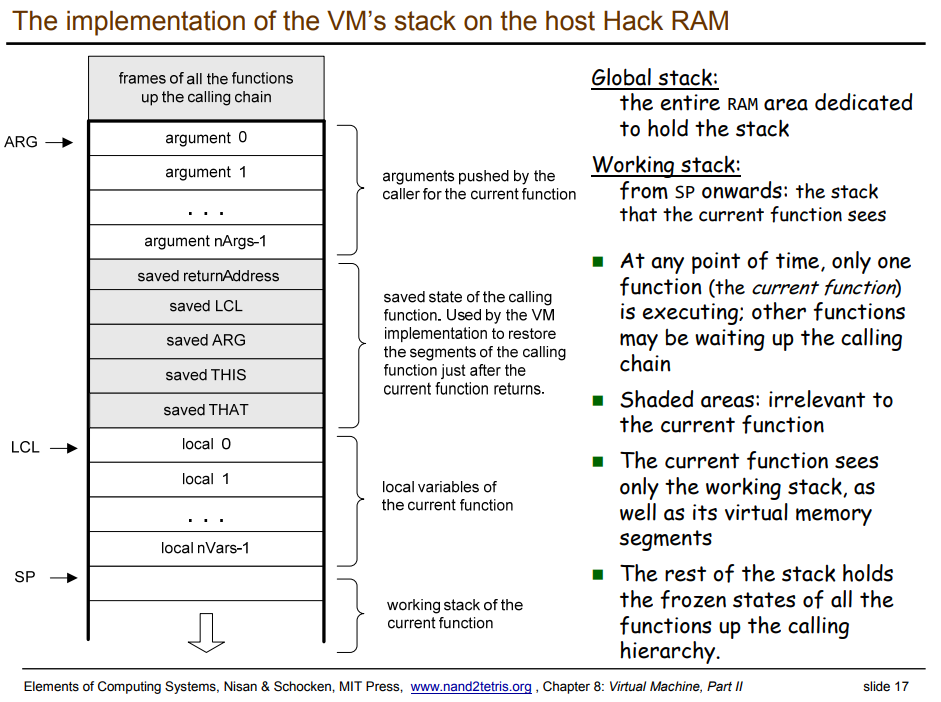 The implementation of the VM’s stack on the host Hack RAM
frames of all the functions
up the calling chain
ARG
argument 0
argument 1
. . .
argument nArgs-1
arguments pushed by the
caller for the current function
saved returnAddress
saved LCL
saved ARG
saved THIS
saved THAT
saved state of the calling
function. Used by the VM
implementation to restore
the segments of the calling
function just after the
current function returns.
LCL
local 0
local 1
. . .
local nVars-1
local variables of
the current function
SP
working stack of the
current function
Global stack:
the entire RAM area dedicated
to hold the stack
Working stack:
from SP onwards: the stack
that the current function sees
At any point of time, only one
function (the current function)
is executing; other functions
may be waiting up the calling
chain
Shaded areas: irrelevant to
the current function
The current function sees
only the working stack, as
well as its virtual memory
segments
The rest of the stack holds
the frozen states of all the
functions up the calling
hierarchy.
Elements of Computing Systems, Nisan & Schocken, MIT Press, www.nand2tetris.org , Chapter 8: Virtual Machine, Part II slide 17